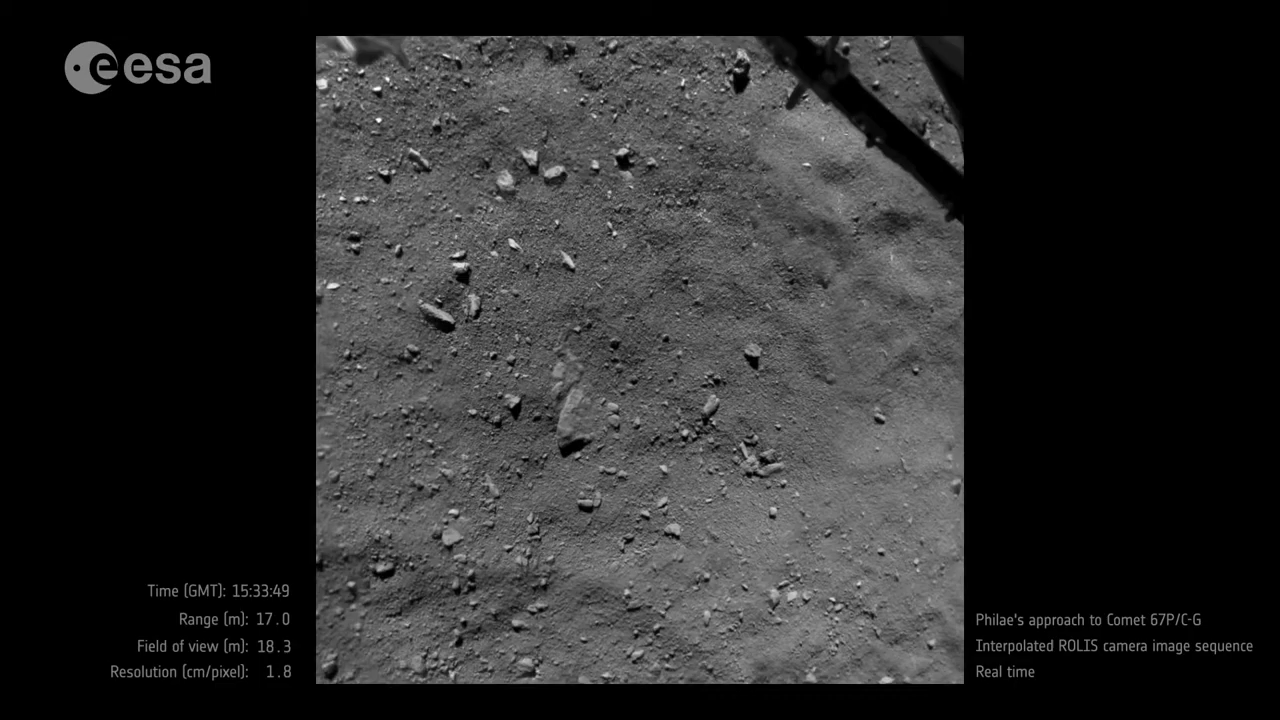 esa
Time (GMT): 15:33:49
Range (m): 17.0
Field of view (m): 18.3
Resolution (cm/pixel): 1.8
Philae's approach to Comet 67P/C-G
Interpolated ROLIS camera image sequence
Real time